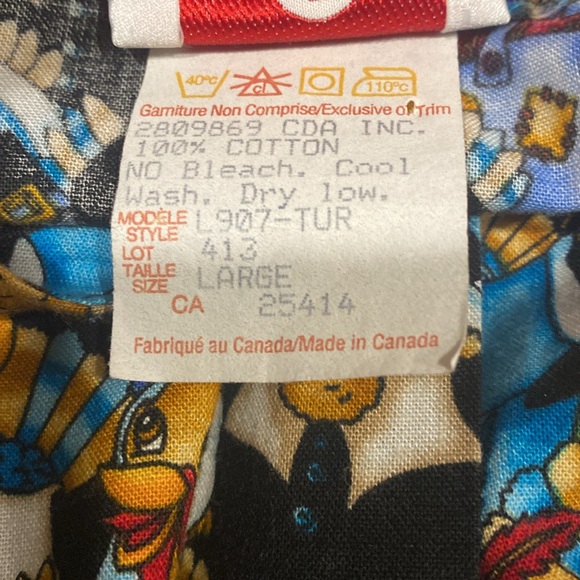 40°C cl 110°C
Garniture Non Comprise/Exclusive of Trim
2809869 CDA INC.
100% COTTON
NO Bleach. Cool
Wash. Dry low.
MODÈLE
STYLE L907-TUR
LOT 413
TAILLE
SIZE LARGE
CA 25414
Fabriqué au Canada/Made in Canada